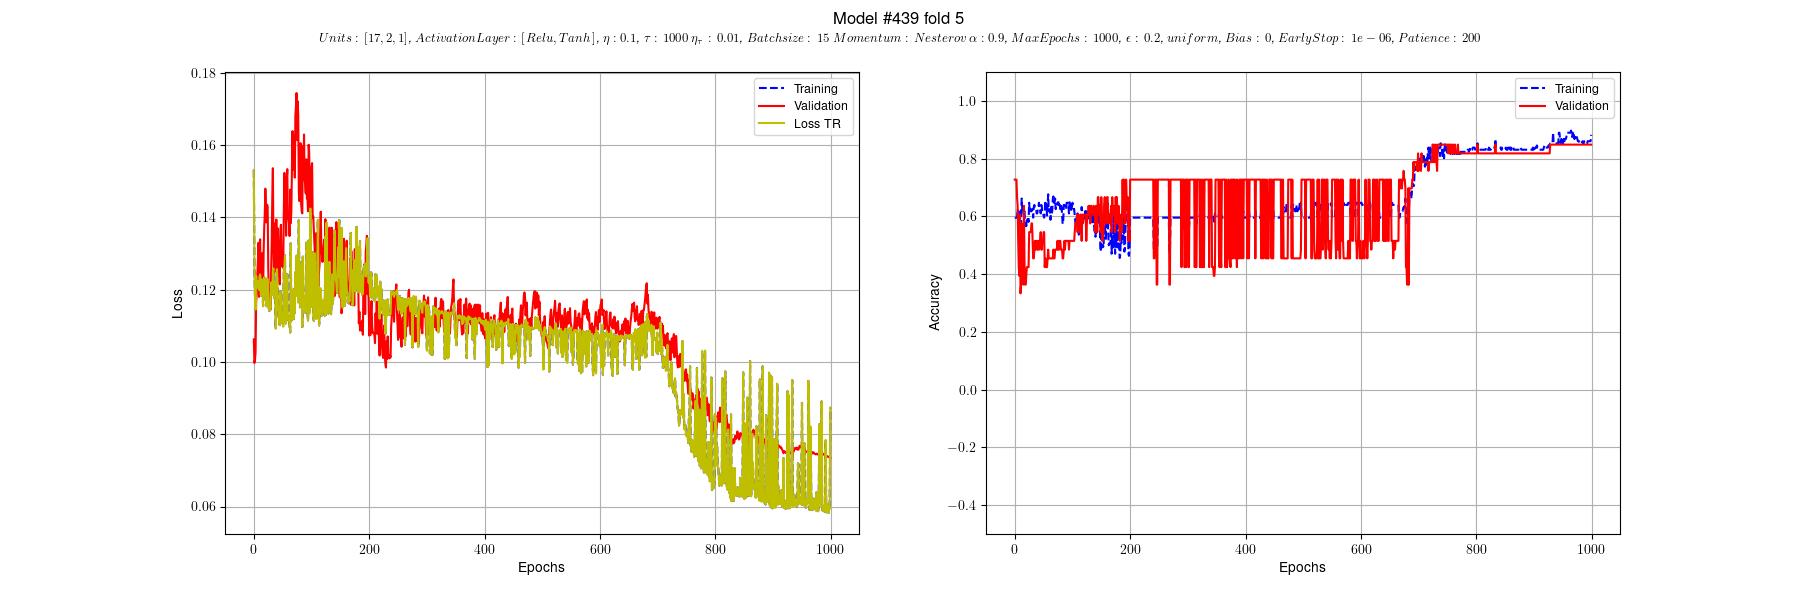 Model #439 fold 5
Units : [17, 2, 1], ActivationLayer : [Relu, Tanh], η : 0.1, τ : 1000 η_τ : 0.01, Batchsize : 15 Momentum : Nesterov α : 0.9, MaxEpochs : 1000, ϵ : 0.2, uniform, Bias : 0, EarlyStop : 1e − 06, Patience : 200
0.18
0.16
0.14
0.12
0.10
0.08
0.06
Loss
Training
Validation
Loss TR
0 200 400 600 800 1000
Epochs
1.0
0.8
0.6
0.4
0.2
0.0
−0.2
−0.4
Accuracy
Training
Validation
0 200 400 600 800 1000
Epochs